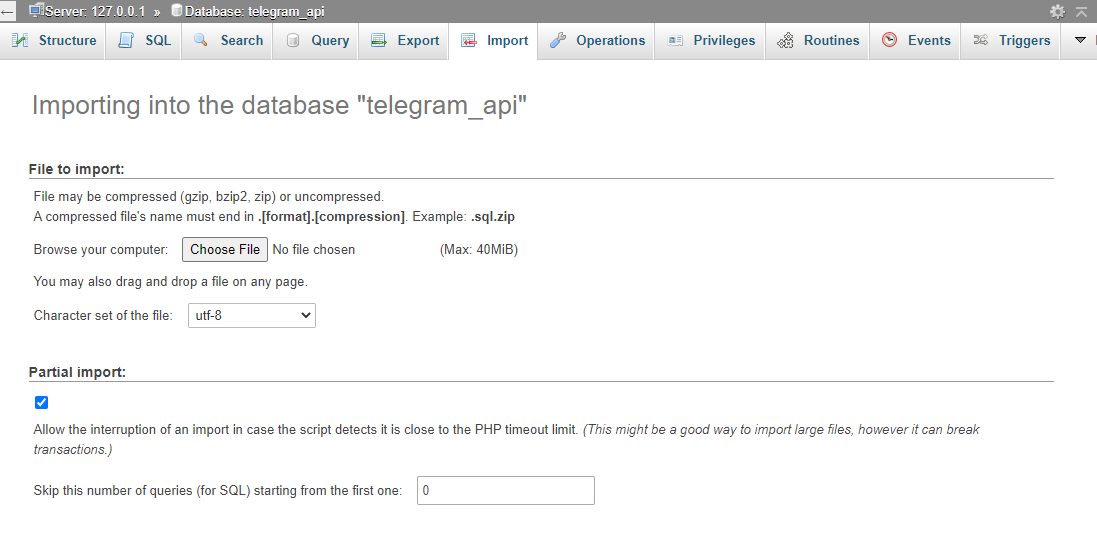 Server: 127.0.0.1 » Database: telegram_api
Structure SQL Search Query Export Import Operations Privileges Routines Events Triggers
Importing into the database "telegram_api"
File to import:
File may be compressed (gzip, bzip2, zip) or uncompressed.
A compressed file's name must end in .[format].[compression]. Example: .sql.zip
Browse your computer: Choose File No file chosen (Max: 40MiB)
You may also drag and drop a file on any page.
Character set of the file: utf-8
Partial import:
Allow the interruption of an import in case the script detects it is close to the PHP timeout limit. (This might be a good way to import large files, however it can break
transactions.)
Skip this number of queries (for SQL) starting from the first one: 0